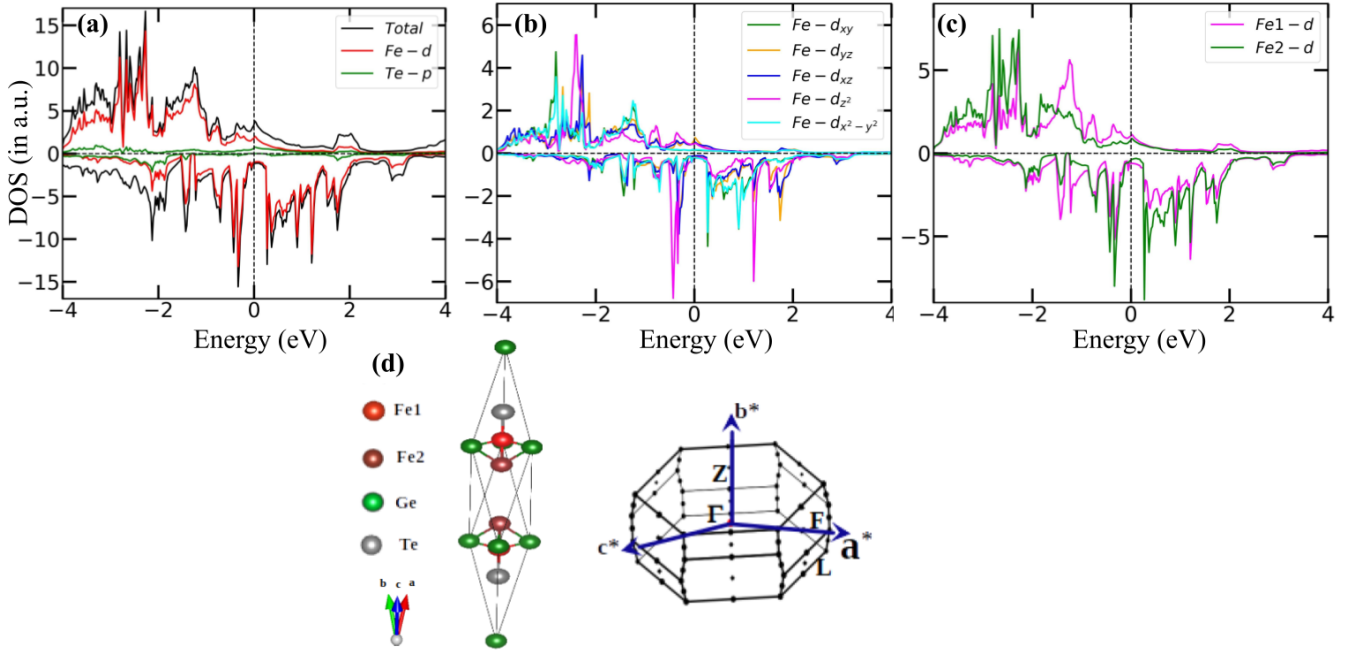 (a)
Total
Fe − d
Te − p
DOS (in a.u.)
15
10
5
0
−5
−10
−15
−4
−2
0
2
4
Energy (eV)
(b)
Fe − dxy
Fe − dyz
Fe − dxz
Fe − dz²
Fe − dx²−y²
6
4
2
0
−2
−4
−6
−4
−2
0
2
4
Energy (eV)
(c)
Fe1 − d
Fe2 − d
5
0
−5
−4
−2
0
2
4
Energy (eV)
(d)
Fe1
Fe2
Ge
Te
b c a
b*
Z
Γ
F
c*
a*
L